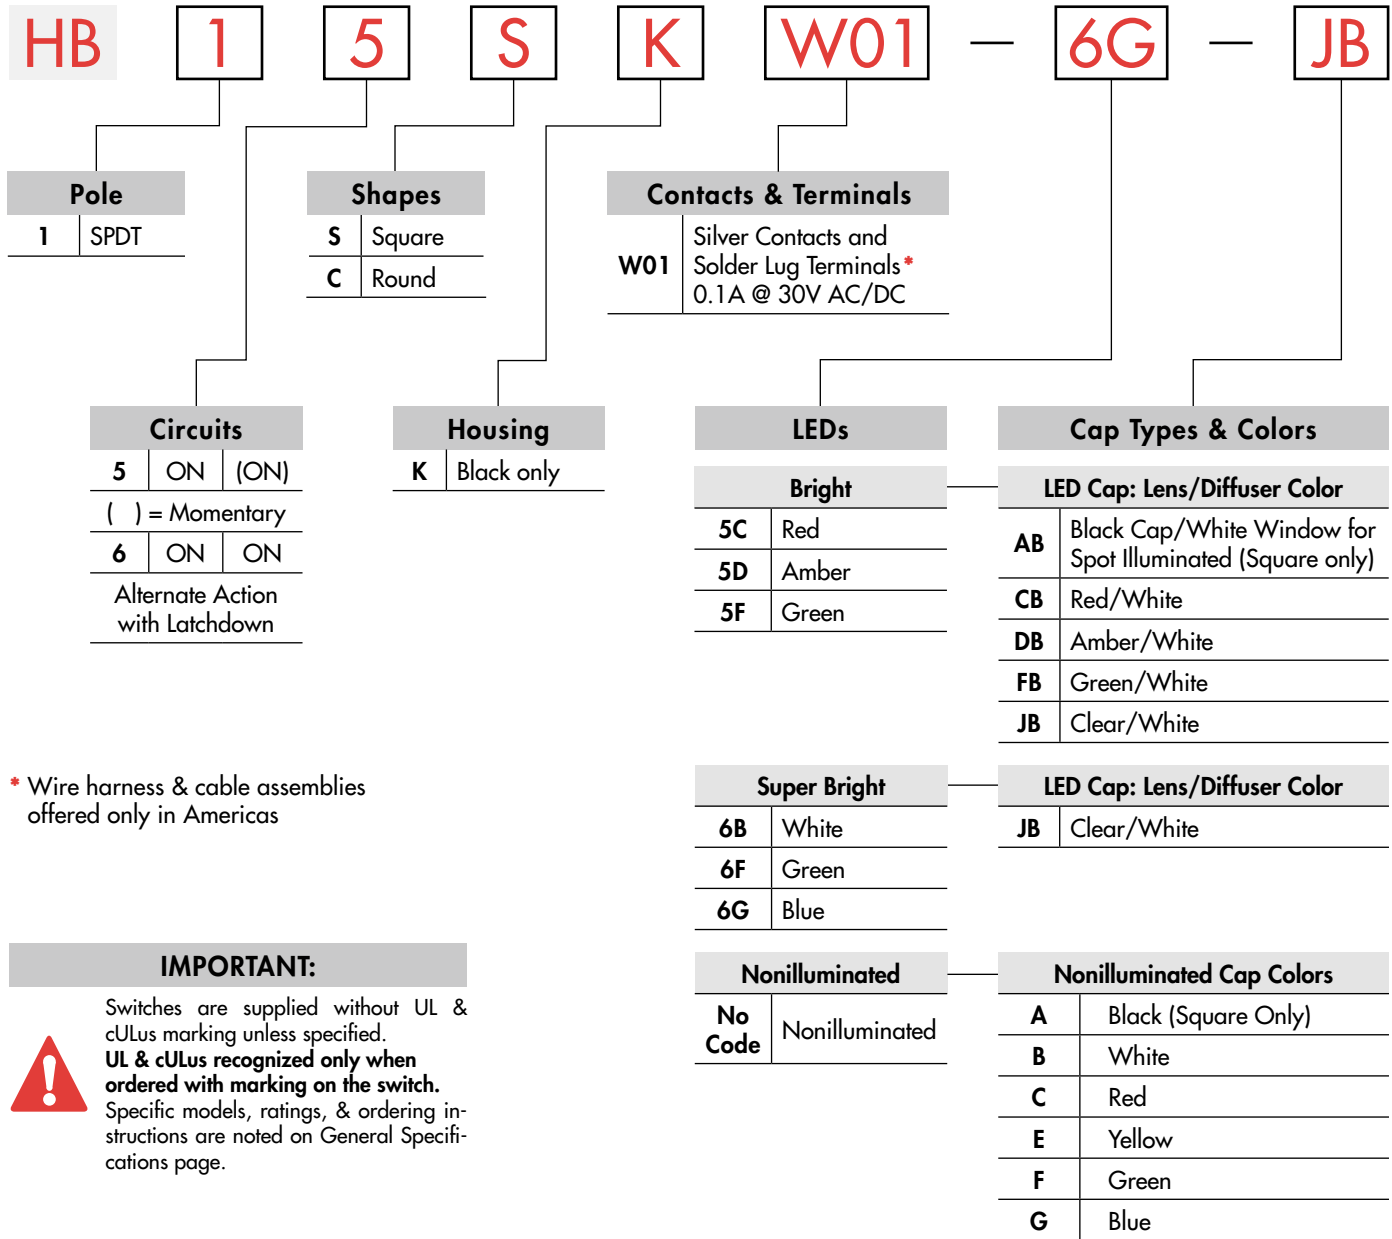 HB 1 5 S K W01 — 6G — JB
Pole
1 SPDT
Shapes
S Square
C Round
Contacts & Terminals
W01 Silver Contacts and
Solder Lug Terminals*
0.1A @ 30V AC/DC
Circuits
5 ON (ON)
( ) = Momentary
6 ON ON
Alternate Action
with Latchdown
Housing
K Black only
LEDs
Bright
5C Red
5D Amber
5F Green
Cap Types & Colors
LED Cap: Lens/Diffuser Color
AB Black Cap/White Window for
Spot Illuminated (Square only)
CB Red/White
DB Amber/White
FB Green/White
JB Clear/White
* Wire harness & cable assemblies
offered only in Americas
Super Bright
6B White
6F Green
6G Blue
LED Cap: Lens/Diffuser Color
JB Clear/White
IMPORTANT:
Switches are supplied without UL &
cULus marking unless specified.
UL & cULus recognized only when
ordered with marking on the switch.
Specific models, ratings, & ordering in-
structions are noted on General Specifi-
cations page.
Nonilluminated
No
Code Nonilluminated
Nonilluminated Cap Colors
A Black (Square Only)
B White
C Red
E Yellow
F Green
G Blue